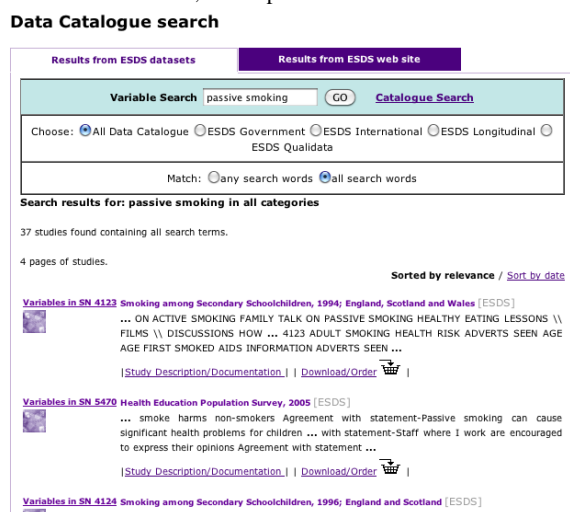 Data Catalogue search
Results from ESDS datasets
Results from ESDS web site
Variable Search passive smoking GO Catalogue Search
Choose: All Data Catalogue ESDS Government ESDS International ESDS Longitudinal
ESDS Qualidata
Match: any search words all search words
Search results for: passive smoking in all categories
37 studies found containing all search terms.
4 pages of studies.
Sorted by relevance / Sort by date
Variables in SN 4123 Smoking among Secondary Schoolchildren, 1994; England, Scotland and Wales [ESDS]
... ON ACTIVE SMOKING FAMILY TALK ON PASSIVE SMOKING HEALTHY EATING LESSONS \\
FILMS \\ DISCUSSIONS HOW ... 4123 ADULT SMOKING HEALTH RISK ADVERTS SEEN AGE
AGE FIRST SMOKED AIDS INFORMATION ADVERTS SEEN ...
|Study Description/Documentation | | Download/Order |
Variables in SN 5470 Health Education Population Survey, 2005 [ESDS]
... smoke harms non-smokers Agreement with statement-Passive smoking can cause
significant health problems for children ... with statement-Staff where I work are encouraged
to express their opinions Agreement with statement ...
|Study Description/Documentation | | Download/Order |
Variables in SN 4124 Smoking among Secondary Schoolchildren, 1996; England and Scotland [ESDS]